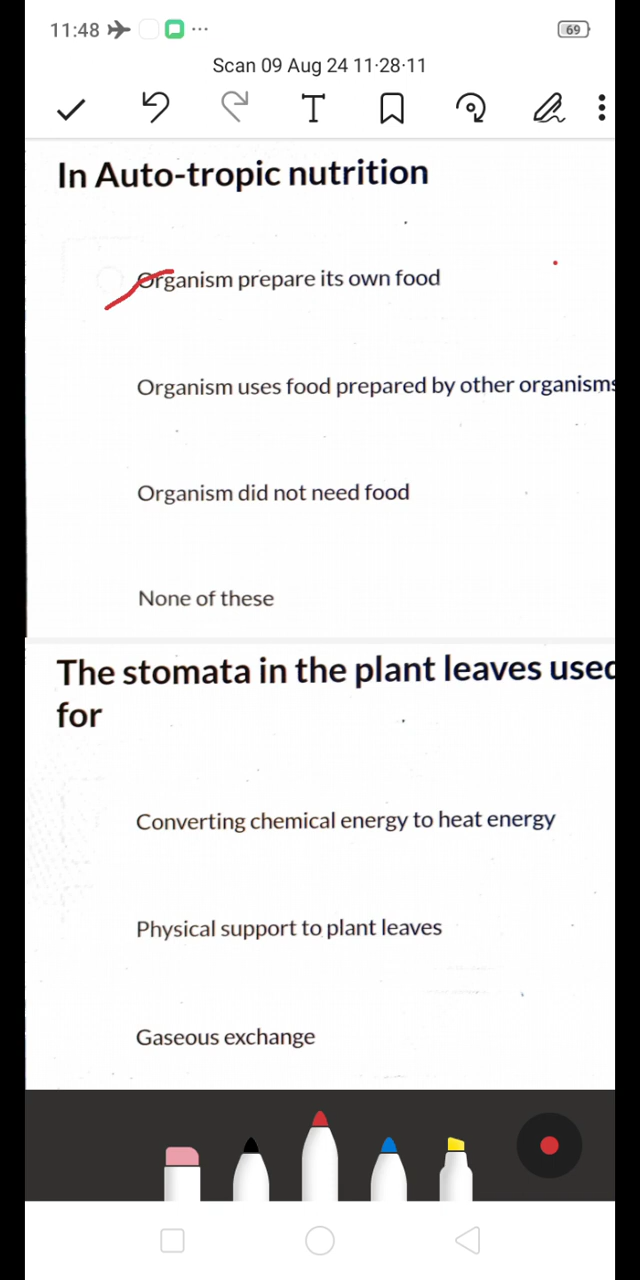 11:48
69
Scan 09 Aug 24 11·28·11
T
In Auto-tropic nutrition
Organism prepare its own food
Organism uses food prepared by other organisms
Organism did not need food
None of these
The stomata in the plant leaves used
for
Converting chemical energy to heat energy
Physical support to plant leaves
Gaseous exchange